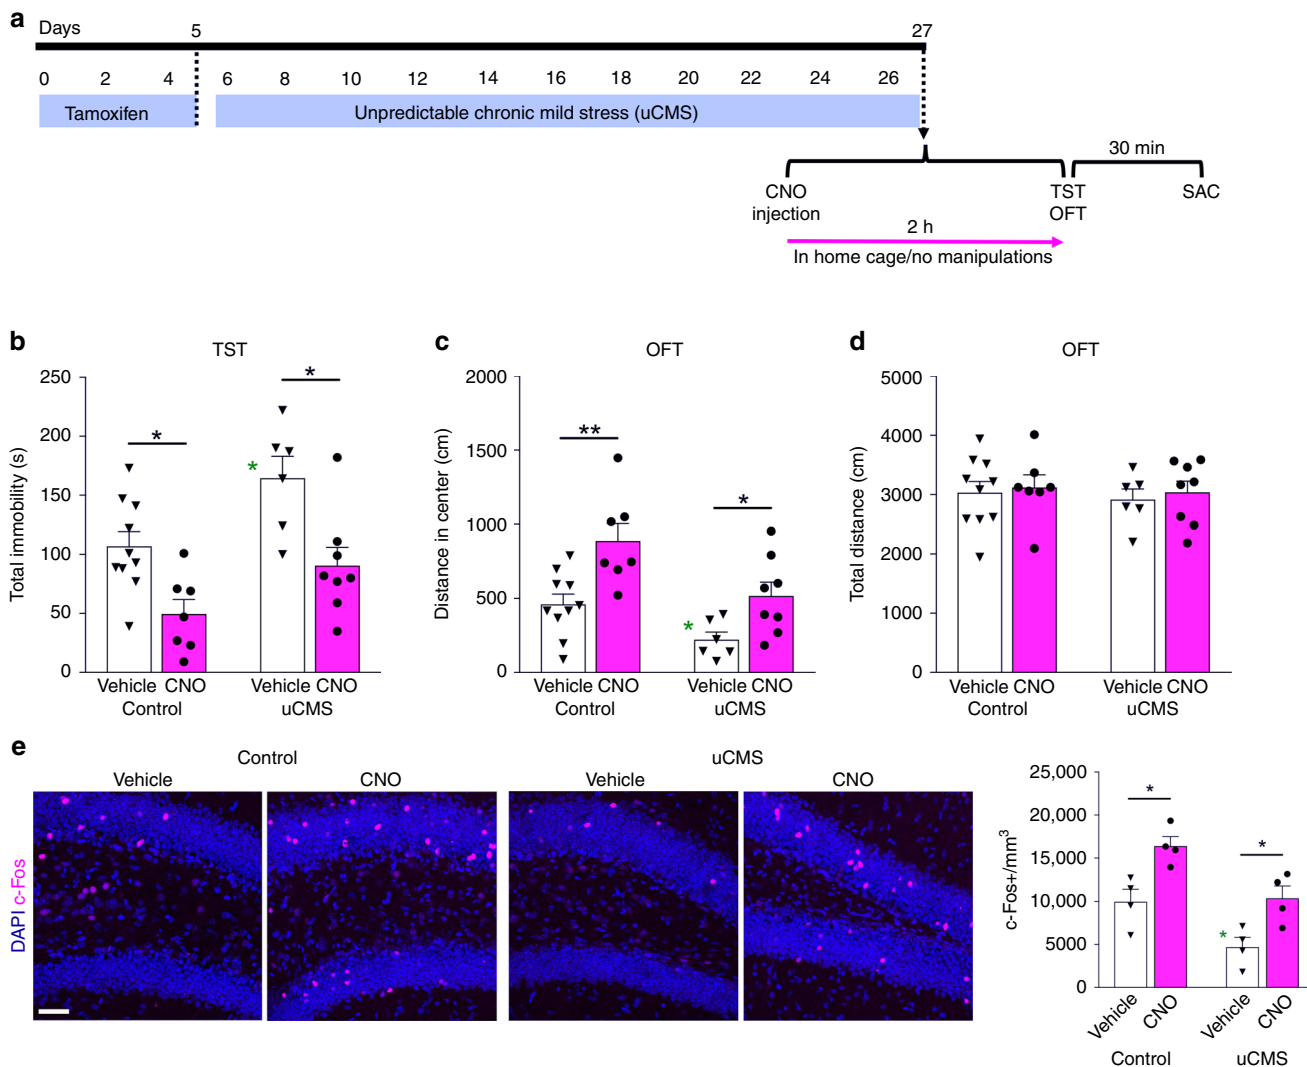 a
Days
5
27
0 2 4 6 8 10 12 14 16 18 20 22 24 26
Tamoxifen
Unpredictable chronic mild stress (uCMS)
30 min
CNO
injection
TST
OFT
SAC
2 h
In home cage/no manipulations
b
TST
Total immobility (s)
250
200
150
100
50
0
*
*
*
Vehicle CNO
Control
Vehicle CNO
uCMS
c
OFT
Distance in center (cm)
2000
1500
1000
500
0
**
*
*
Vehicle CNO
Control
Vehicle CNO
uCMS
d
OFT
Total distance (cm)
5000
4000
3000
2000
1000
0
Vehicle CNO
Control
Vehicle CNO
uCMS
e
Control
uCMS
Vehicle
CNO
Vehicle
CNO
DAPI c-Fos
c-Fos+/mm³
25,000
20,000
15,000
10,000
5000
0
*
*
*
Vehicle
CNO
Vehicle
CNO
Control
uCMS